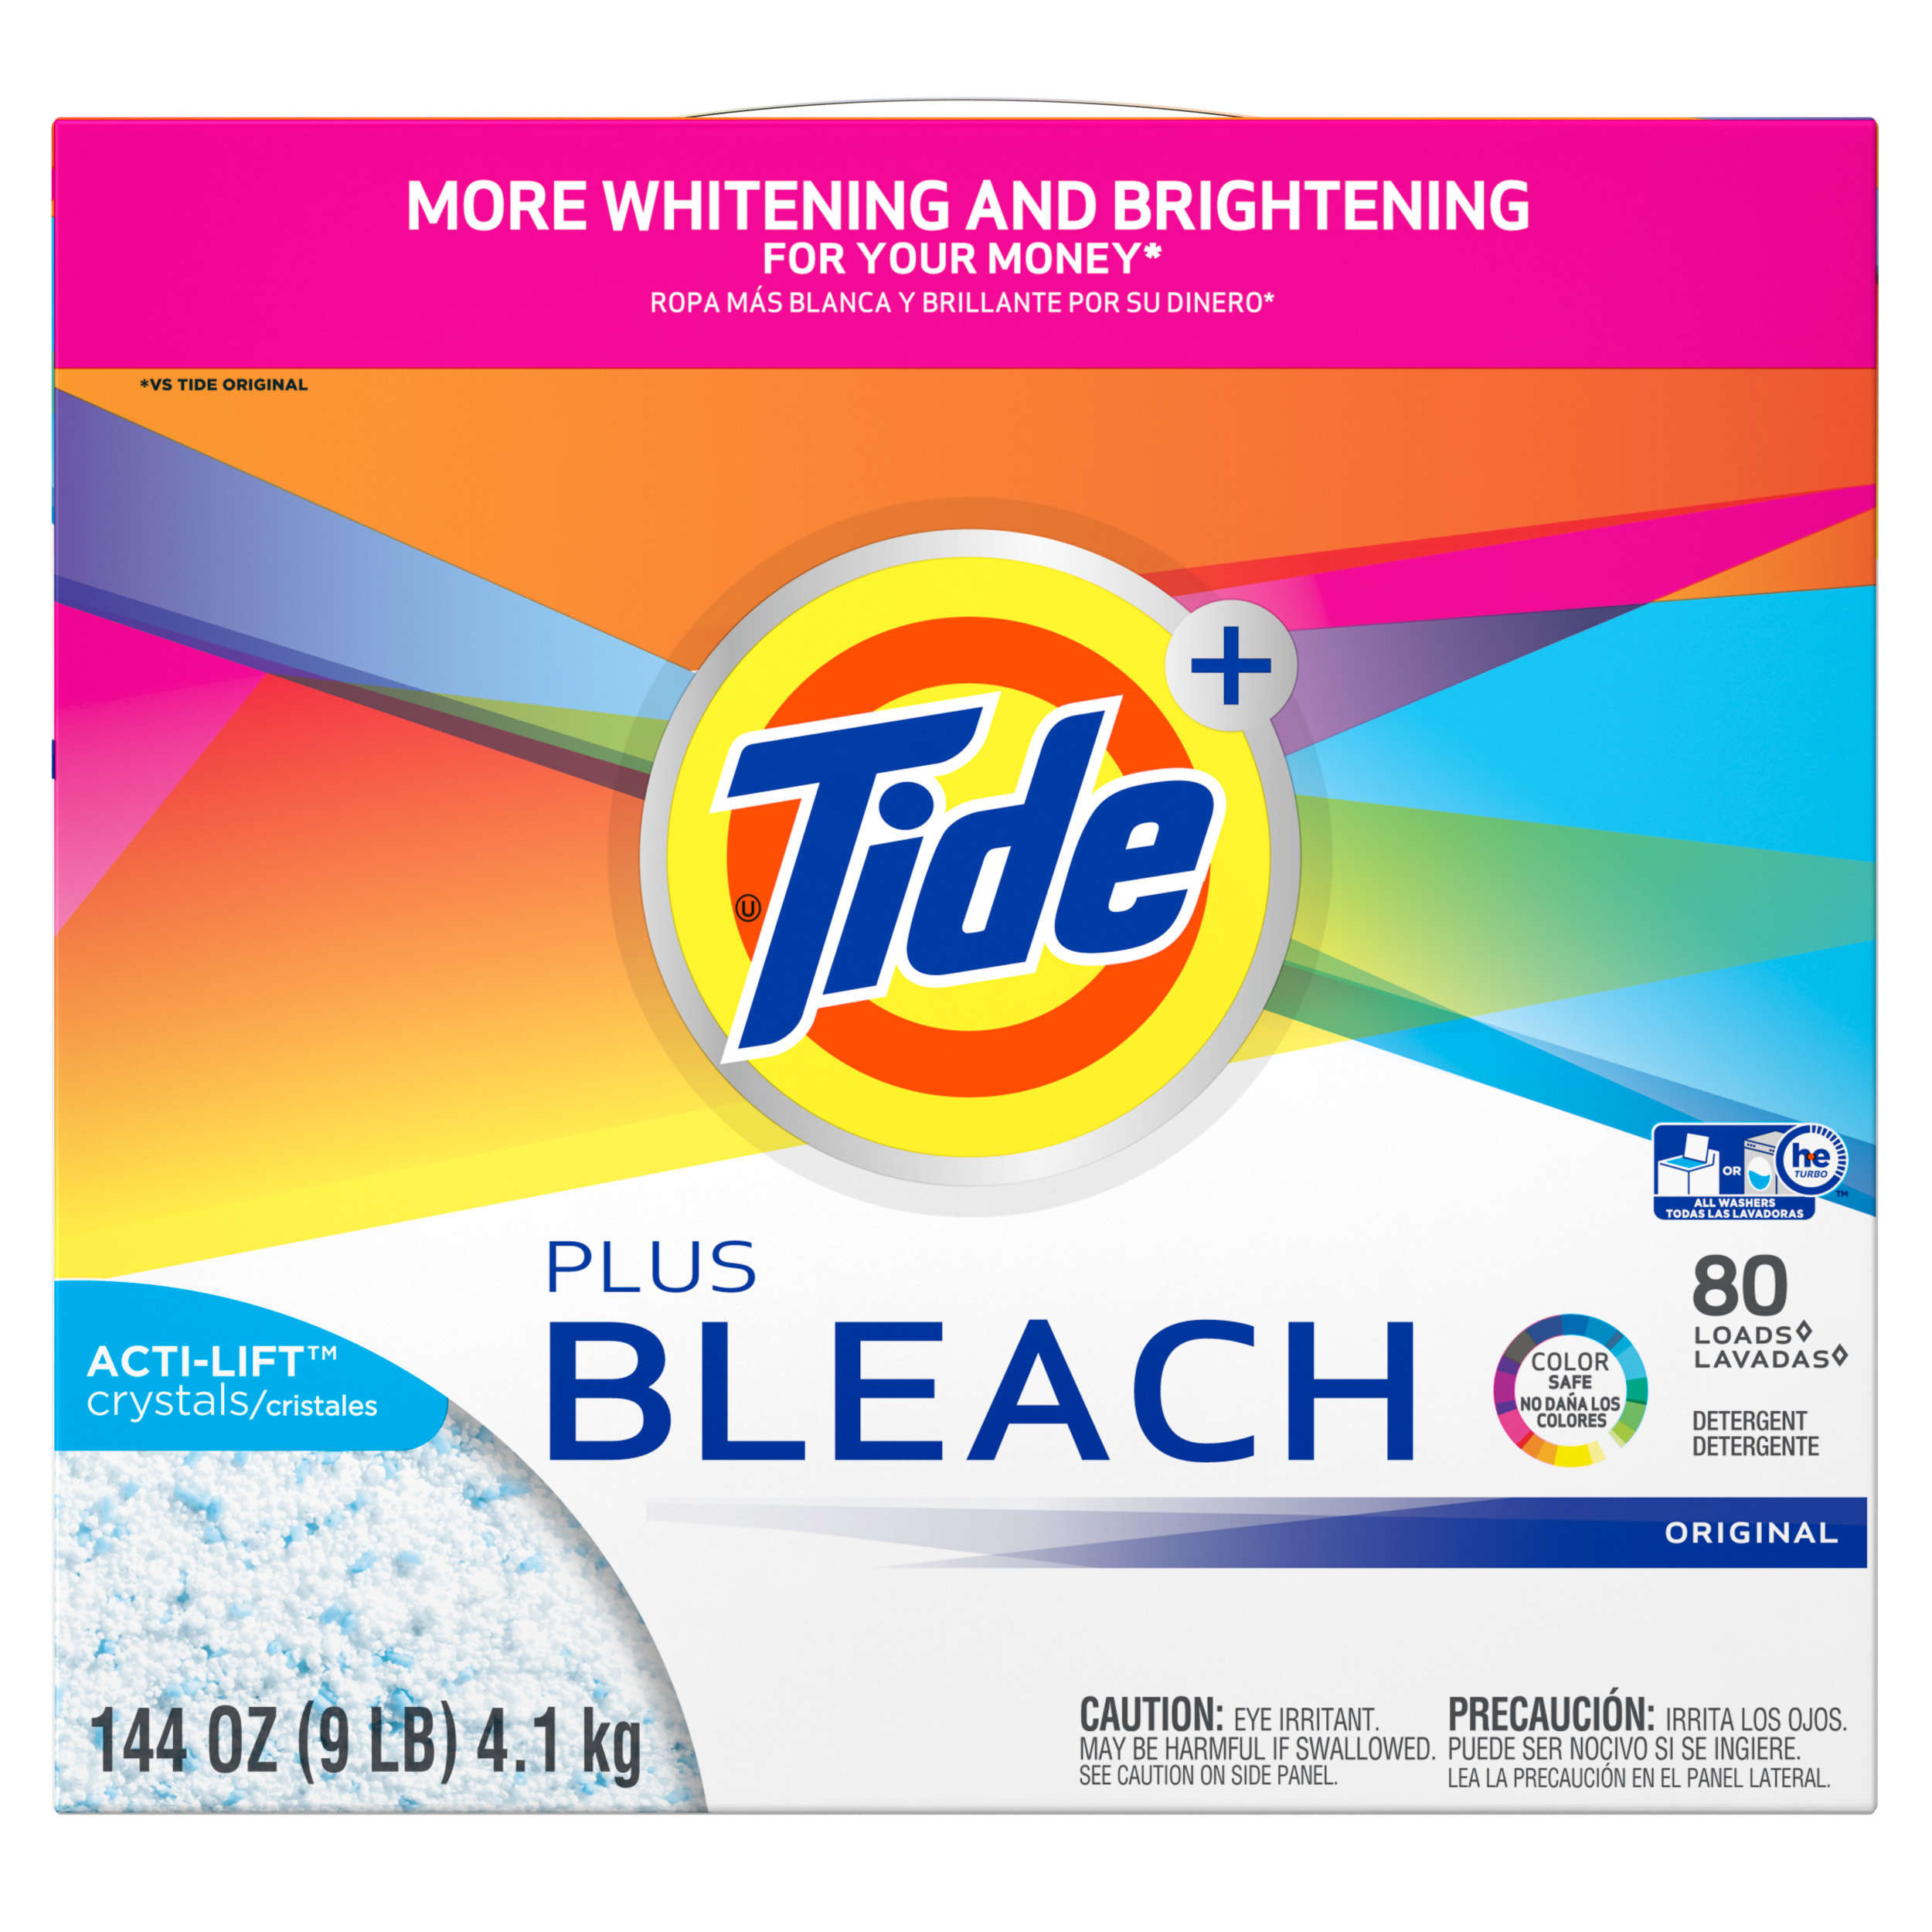 MORE WHITENING AND BRIGHTENING
FOR YOUR MONEY*
ROPA MÁS BLANCA Y BRILLANTE POR SU DINERO*
*VS TIDE ORIGINAL
+
Tide
Ⓤ
he
TURBO
OR
TM
ALL WASHERS
TODAS LAS LAVADORAS
PLUS
BLEACH
80
LOADS◊
LAVADAS◊
COLOR
SAFE
NO DAÑA LOS
COLORES
DETERGENT
DETERGENTE
ACTI-LIFT™
crystals/cristales
ORIGINAL
144 OZ (9 LB) 4.1 kg
CAUTION: EYE IRRITANT.
MAY BE HARMFUL IF SWALLOWED.
SEE CAUTION ON SIDE PANEL.
PRECAUCIÓN: IRRITA LOS OJOS.
PUEDE SER NOCIVO SI SE INGIERE.
LEA LA PRECAUCIÓN EN EL PANEL LATERAL.